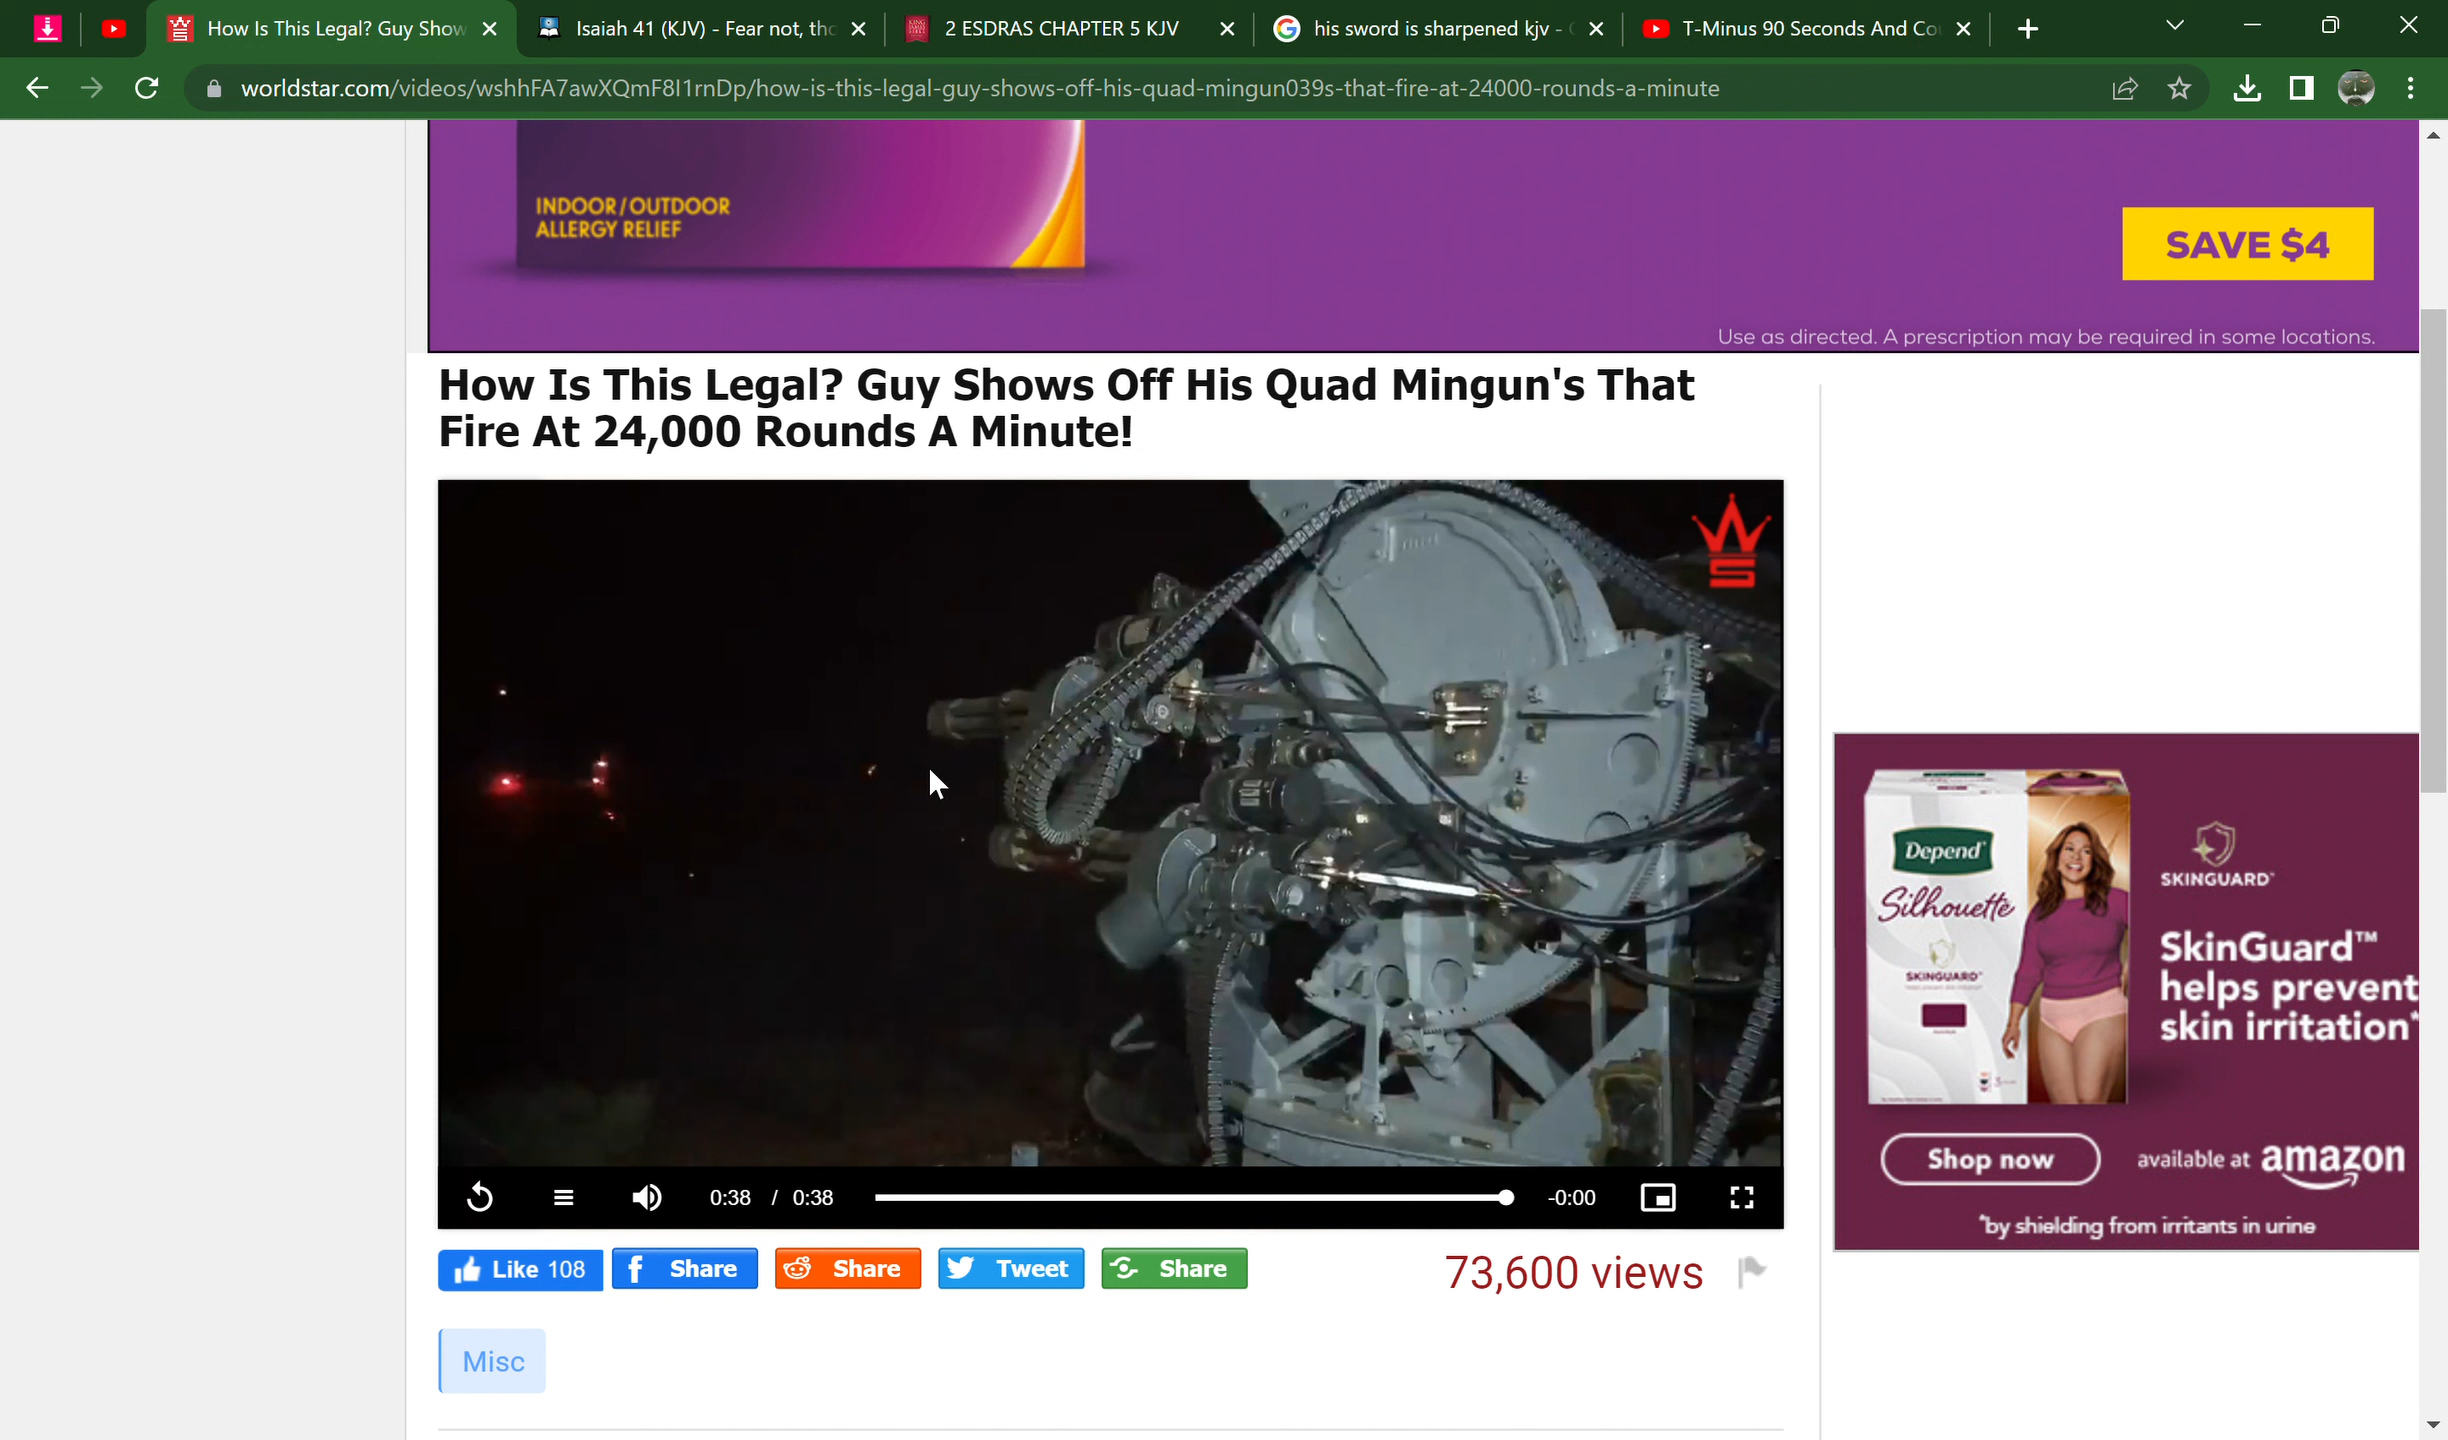 How Is This Legal? Guy Show
Isaiah 41 (KJV) - Fear not, tho
2 ESDRAS CHAPTER 5 KJV
his sword is sharpened kjv -
T-Minus 90 Seconds And Co
worldstar.com/videos/wshhFA7awXQmF8I1rnDp/how-is-this-legal-guy-shows-off-his-quad-mingun039s-that-fire-at-24000-rounds-a-minute
INDOOR/OUTDOOR
ALLERGY RELIEF
SAVE $4
Use as directed. A prescription may be required in some locations.
How Is This Legal? Guy Shows Off His Quad Mingun's That
Fire At 24,000 Rounds A Minute!
Depend
Silhouette
SKINGUARD
SKINGUARD™
SkinGuard™
helps prevent
skin irritation*
Shop now
available at amazon
*by shielding from irritants in urine
0:38 / 0:38
-0:00
Like 108
Share
Share
Tweet
Share
73,600 views
Misc